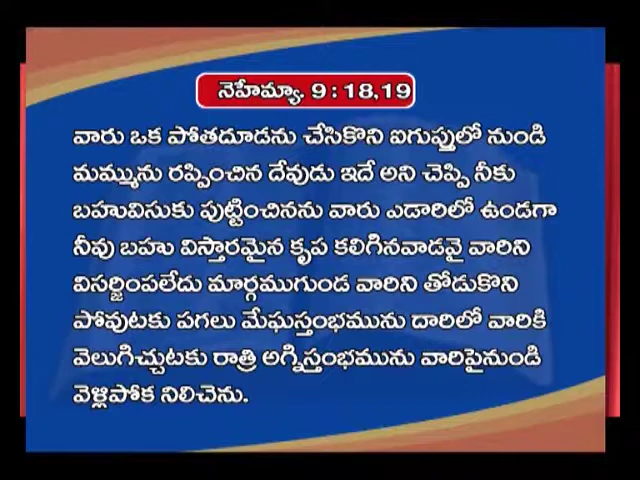 నెహేమ్యా. 9 : 18,19
వారు ఒక పోతదూడను చేసికొని ఐగుప్తులో నుండి
మమ్మును రప్పించిన దేవుడు ఇదే అని చెప్పి నీకు
బహువిసుకు పుట్టించినను వారు ఎడారిలో ఉండగా
నీవు బహు విస్తారమైన కృప కలిగినవాడవై వారిని
విసర్జింపలేదు మార్గముగుండ వారిని తోడుకొని
పోవుటకు పగలు మేఘస్తంభమును దారిలో వారికి
వెలుగిచ్చుటకు రాత్రి అగ్నిస్తంభమును వారిపైనుండి
వెళ్లిపోక నిలిచెను.